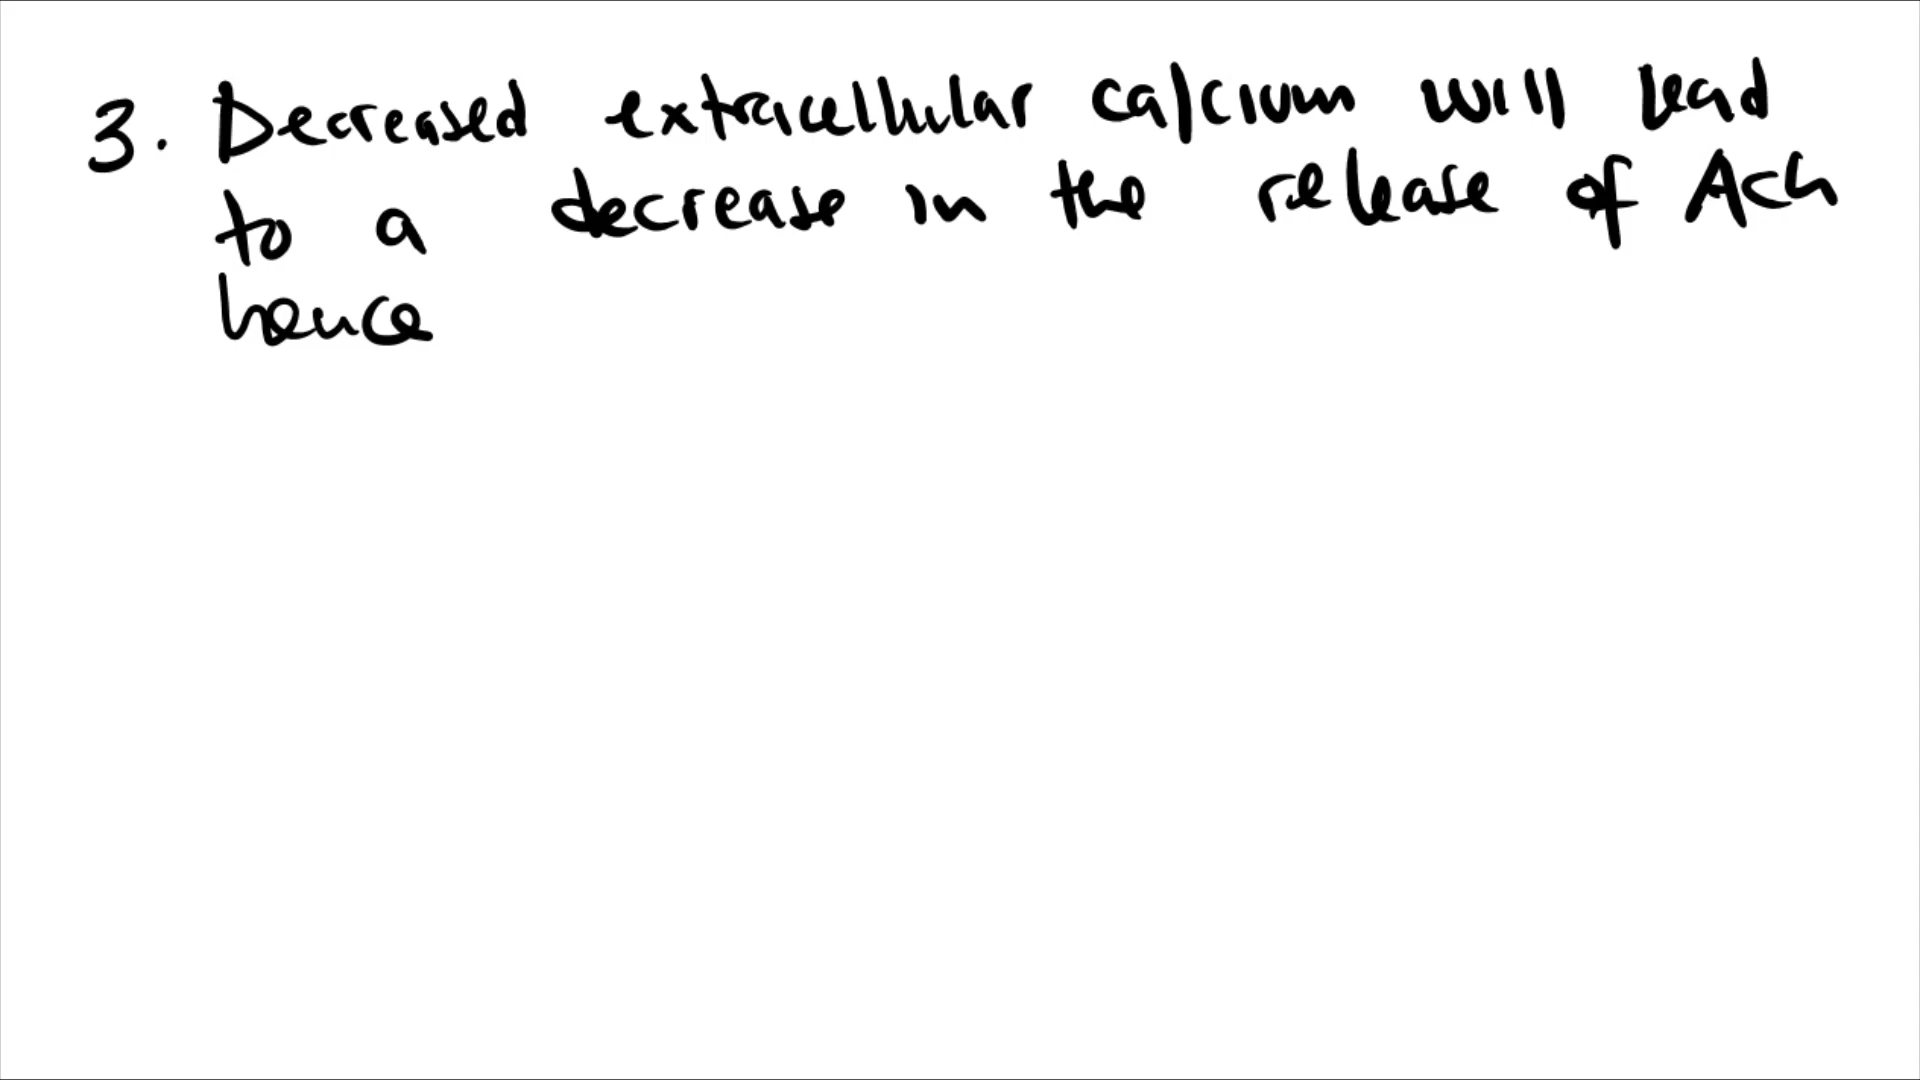 3. Decreased extracellular calcium will lead
to a decrease in the release of Ach
hence